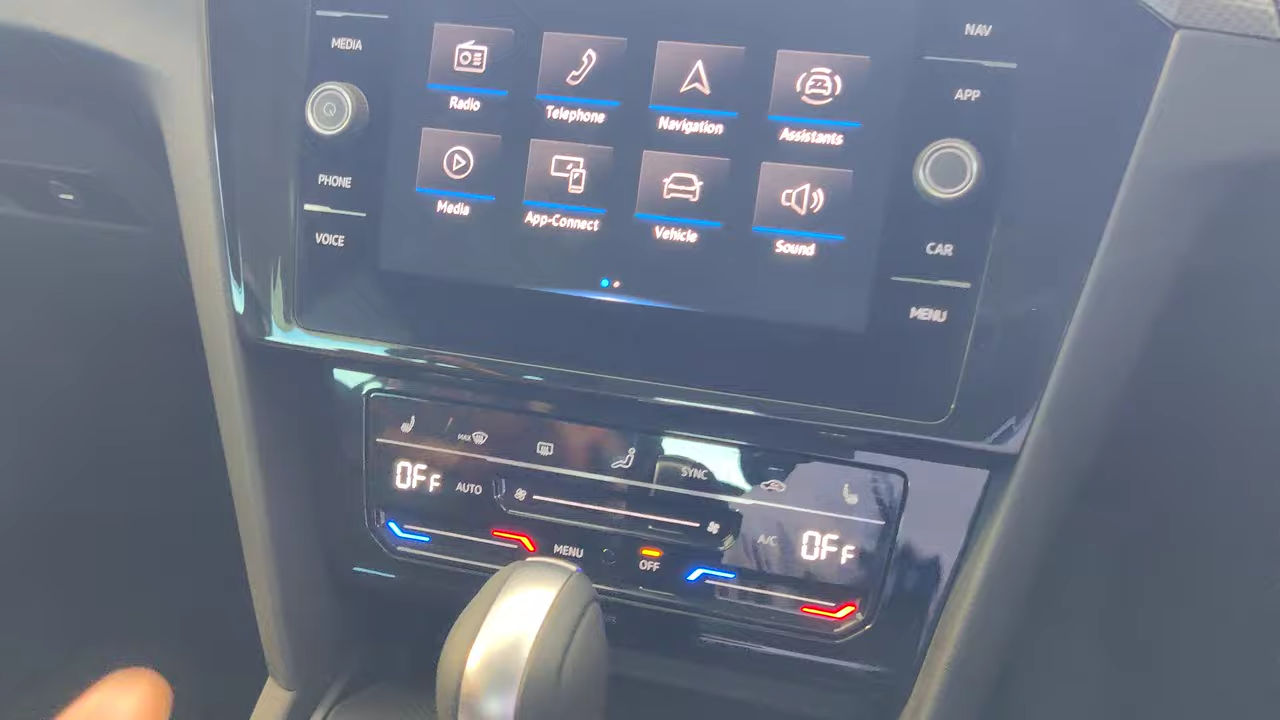 MEDIA
PHONE
VOICE
Radio
Telephone
Navigation
Assistants
Media
App-Connect
Vehicle
Sound
NAV
APP
CAR
MENU
MAX
SYNC
OFF
AUTO
A/C
OFF
MENU
OFF